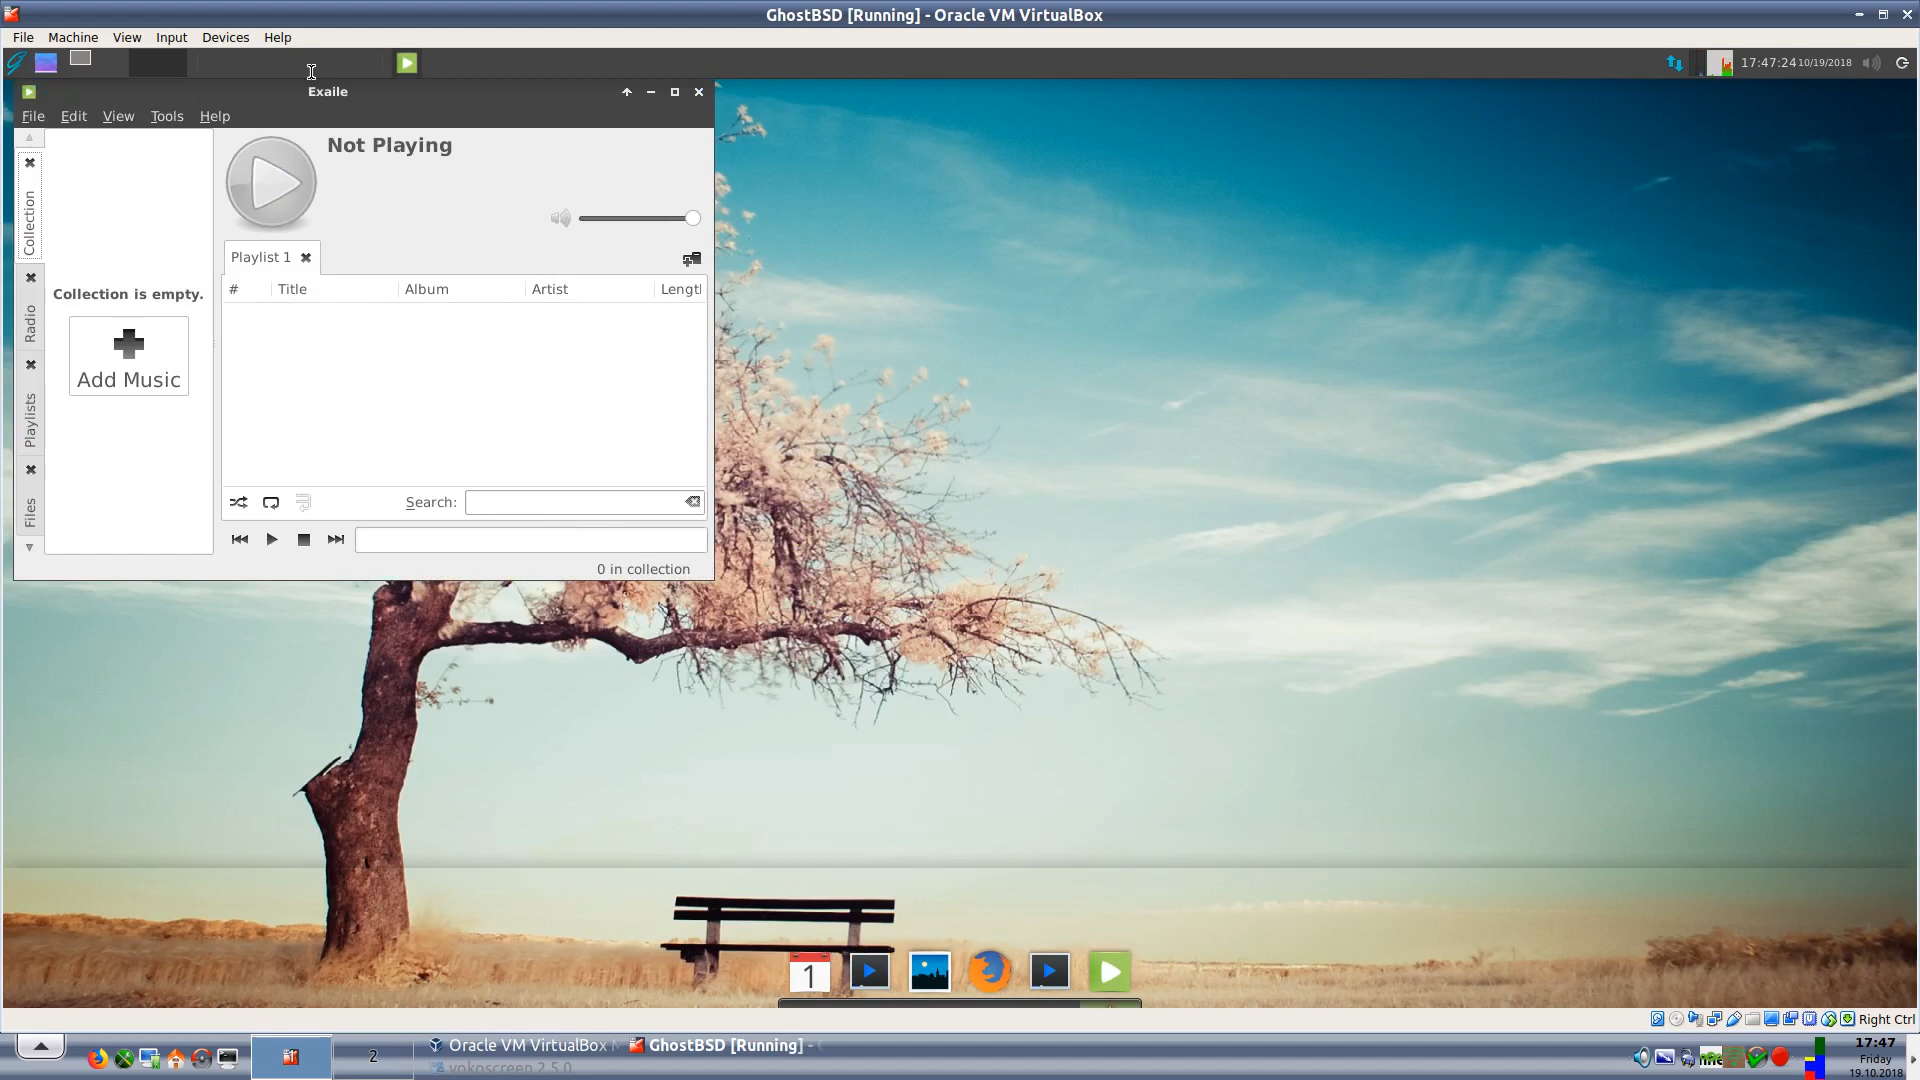 GhostBSD [Running] - Oracle VM VirtualBox
File Machine View Input Devices Help
17:47:24 10/19/2018
Exaile
File Edit View Tools Help
Not Playing
Collection
Radio
Playlists
Files
Playlist 1
# Title Album Artist Lengtl
Collection is empty.
Add Music
Search:
0 in collection
1
Right Ctrl
2
Oracle VM VirtualBox
GhostBSD [Running] -
vokoscreen 2.5.0
17:47
Friday
19.10.2018